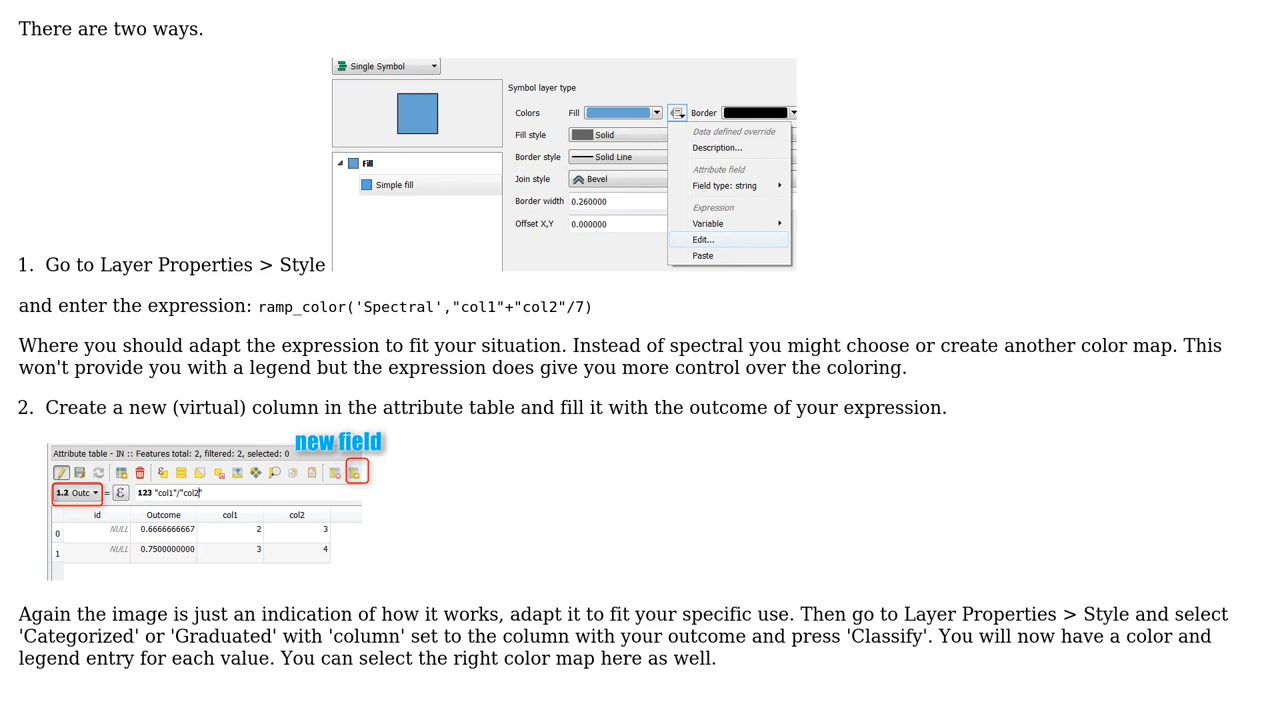 There are two ways.
Single Symbol
Symbol layer type
Colors Fill Border
Data defined override
Fill style Solid
Description...
Border style Solid Line
Fill
Attribute field
Join style Bevel
Simple fill
Field type: string
Border width 0.260000
Expression
Offset X,Y 0.000000
Variable
Edit...
Paste
1. Go to Layer Properties > Style
and enter the expression: ramp_color('Spectral',"col1"+"col2"/7)
Where you should adapt the expression to fit your situation. Instead of spectral you might choose or create another color map. This
won't provide you with a legend but the expression does give you more control over the coloring.
2. Create a new (virtual) column in the attribute table and fill it with the outcome of your expression.
new field
Attribute table - IN :: Features total: 2, filtered: 2, selected: 0
1.2 Outc = ε 123 "col1"/"col2"
id Outcome col1 col2
0 NULL 0.6666666667 2 3
1 NULL 0.7500000000 3 4
Again the image is just an indication of how it works, adapt it to fit your specific use. Then go to Layer Properties > Style and select
'Categorized' or 'Graduated' with 'column' set to the column with your outcome and press 'Classify'. You will now have a color and
legend entry for each value. You can select the right color map here as well.